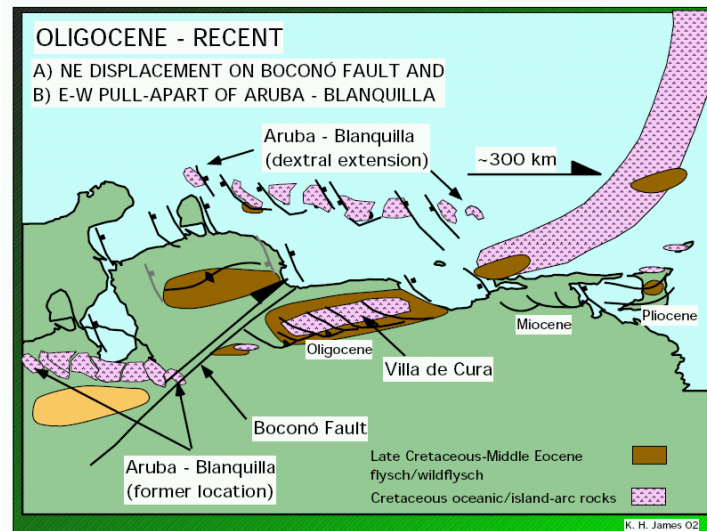 OLIGOCENE - RECENT
A) NE DISPLACEMENT ON BOCONÓ FAULT AND
B) E-W PULL-APART OF ARUBA - BLANQUILLA
Aruba - Blanquilla
(dextral extension)
~300 km
Pliocene
Miocene
Oligocene
Villa de Cura
Boconó Fault
Aruba - Blanquilla
(former location)
Late Cretaceous-Middle Eocene
flysch/wildflysch
Cretaceous oceanic/island-arc rocks
K. H. James 02